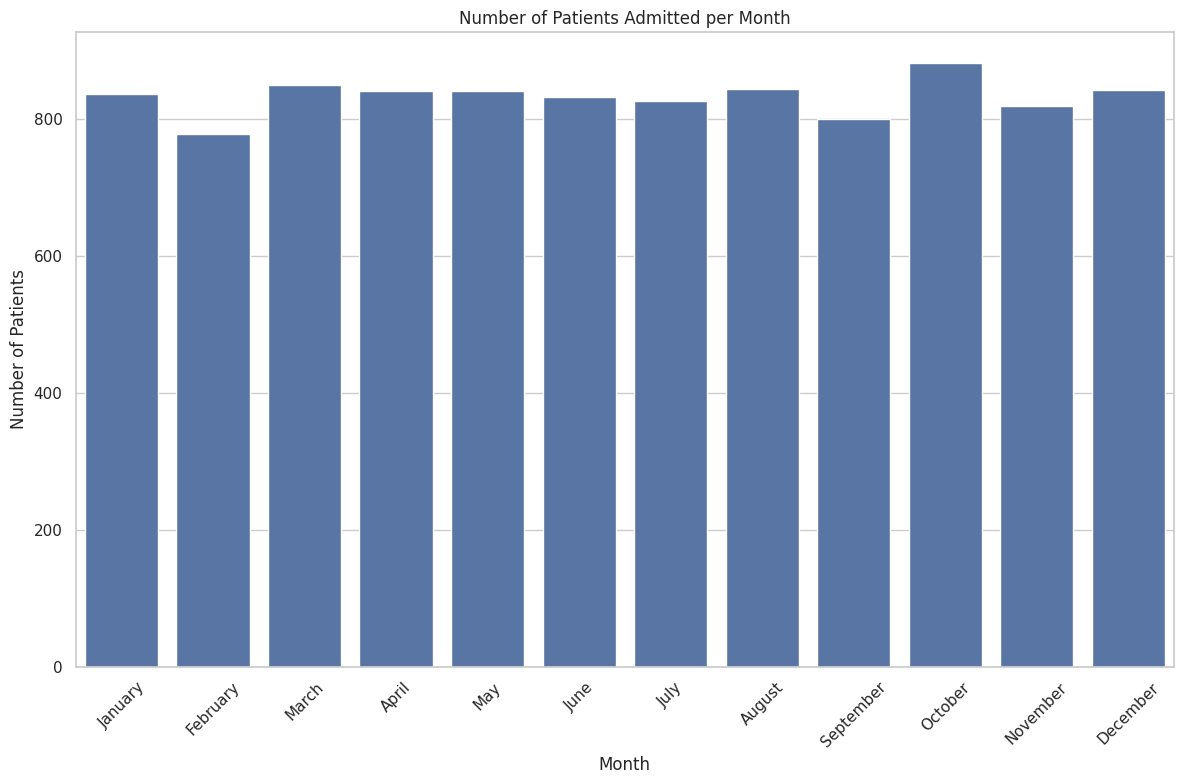 Number of Patients Admitted per Month
Number of Patients
800
600
400
200
0
January
February
March
April
May
June
July
August
September
October
November
December
Month